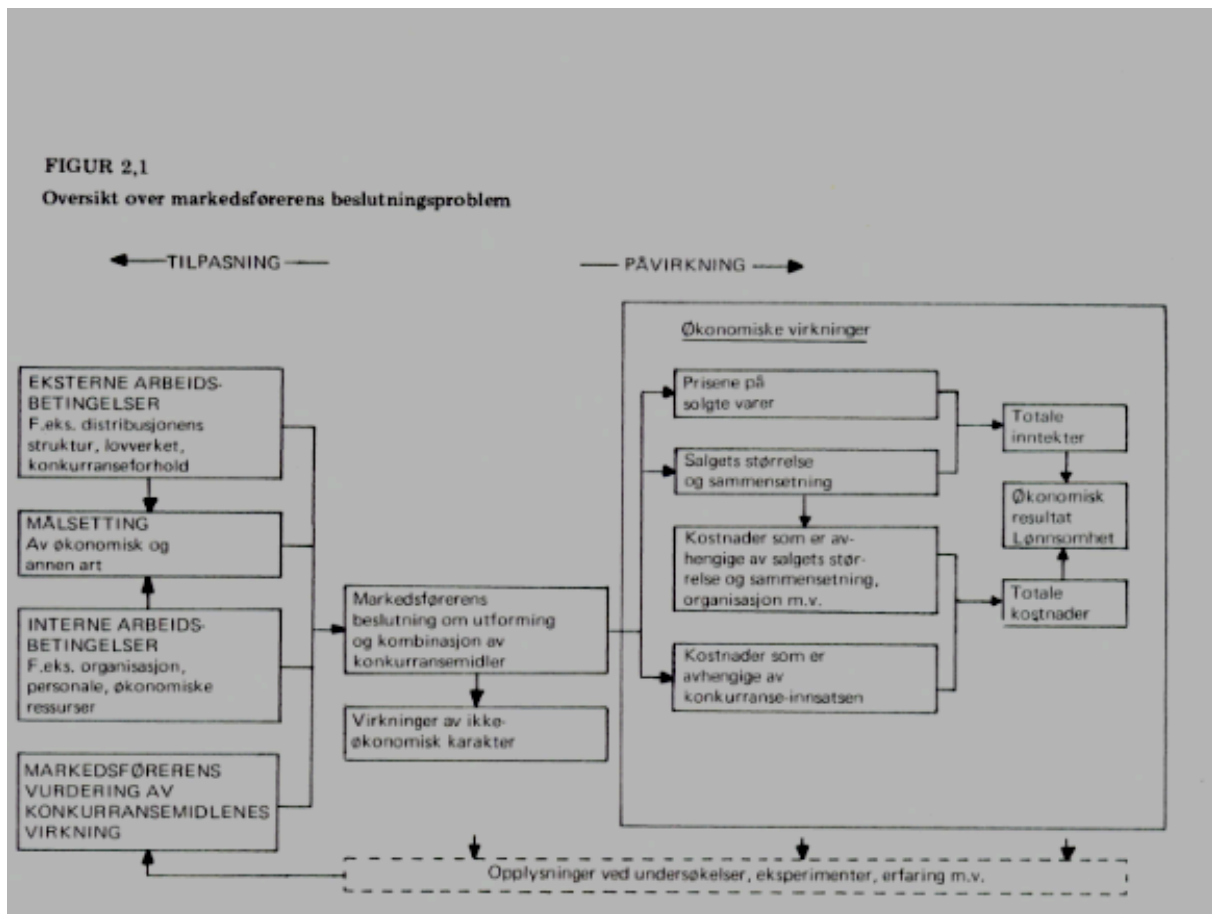 FIGUR 2,1
Oversikt over markedsførerens beslutningsproblem
TILPASNING
PÅVIRKNING
EKSTERNE ARBEIDS-
BETINGELSER
F.eks. distribusjonens
struktur, lovverket,
konkurranseforhold
MÅLSETTING
Av økonomisk og
annen art
INTERNE ARBEIDS-
BETINGELSER
F.eks. organisasjon,
personale, økonomiske
ressurser
MARKEDSFØRERENS
VURDERING AV
KONKURRANSEMIDLENES
VIRKNING
Markedsførerens
beslutning om utforming
og kombinasjon av
konkurransemidler
Virkninger av ikke-
økonomisk karakter
Økonomiske virkninger
Prisene på
solgte varer
Salgets størrelse
og sammensetning
Kostnader som er av-
hengige av salgets stør-
relse og sammensetning,
organisasjon m.v.
Kostnader som er
avhengige av
konkurranse-innsatsen
Totale
inntekter
Økonomisk
resultat
Lønnsomhet
Totale
kostnader
Opplysninger ved undersøkelser, eksperimenter, erfaring m.v.